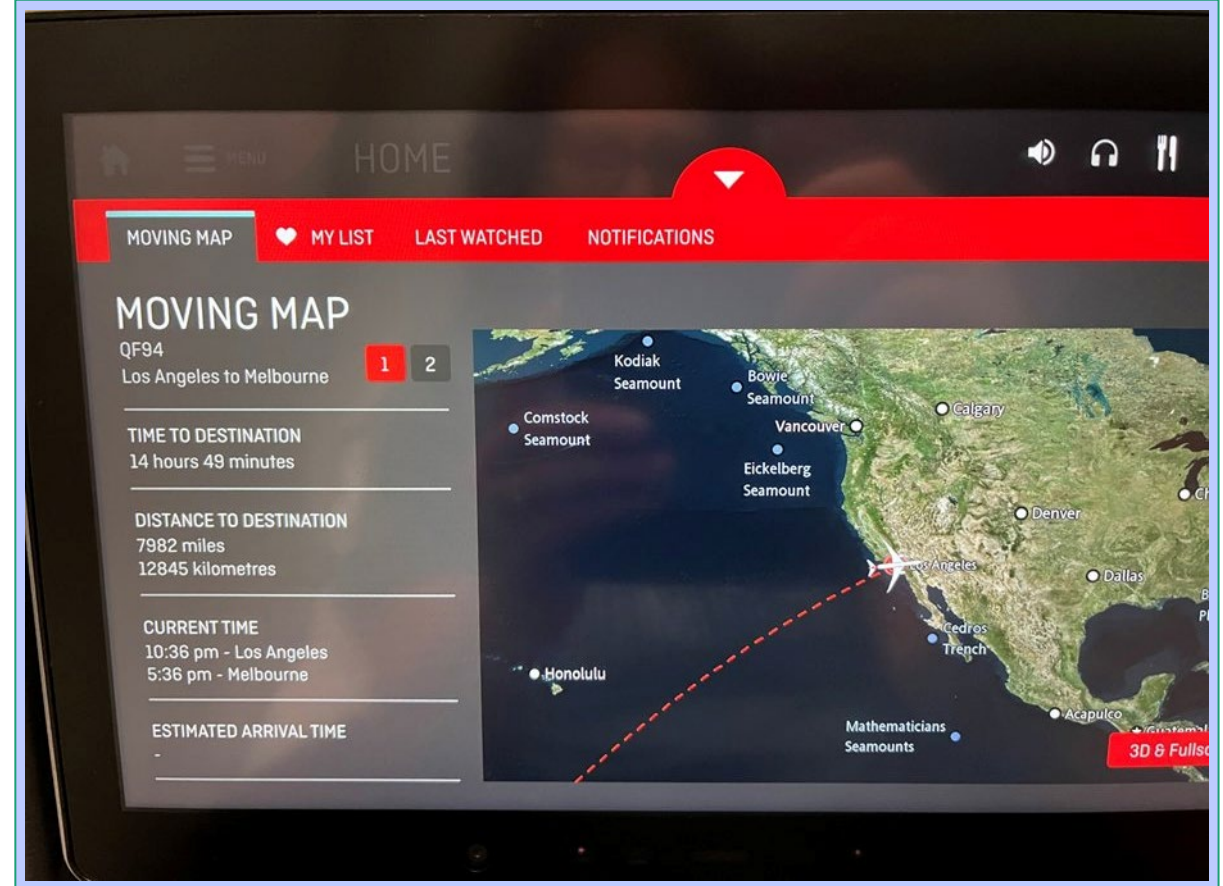 MENU
HOME
MOVING MAP
MY LIST
LAST WATCHED
NOTIFICATIONS
MOVING MAP
QF94
Los Angeles to Melbourne
1
2
TIME TO DESTINATION
14 hours 49 minutes
DISTANCE TO DESTINATION
7982 miles
12845 kilometres
CURRENT TIME
10:36 pm - Los Angeles
5:36 pm - Melbourne
ESTIMATED ARRIVAL TIME
-
Kodiak
Seamount
Bowie
Seamount
Comstock
Seamount
Vancouver
Calgary
Eickelberg
Seamount
Denver
Los Angeles
Dallas
Cedros
Trench
Honolulu
Acapulco
Mathematicians
Seamounts
3D &